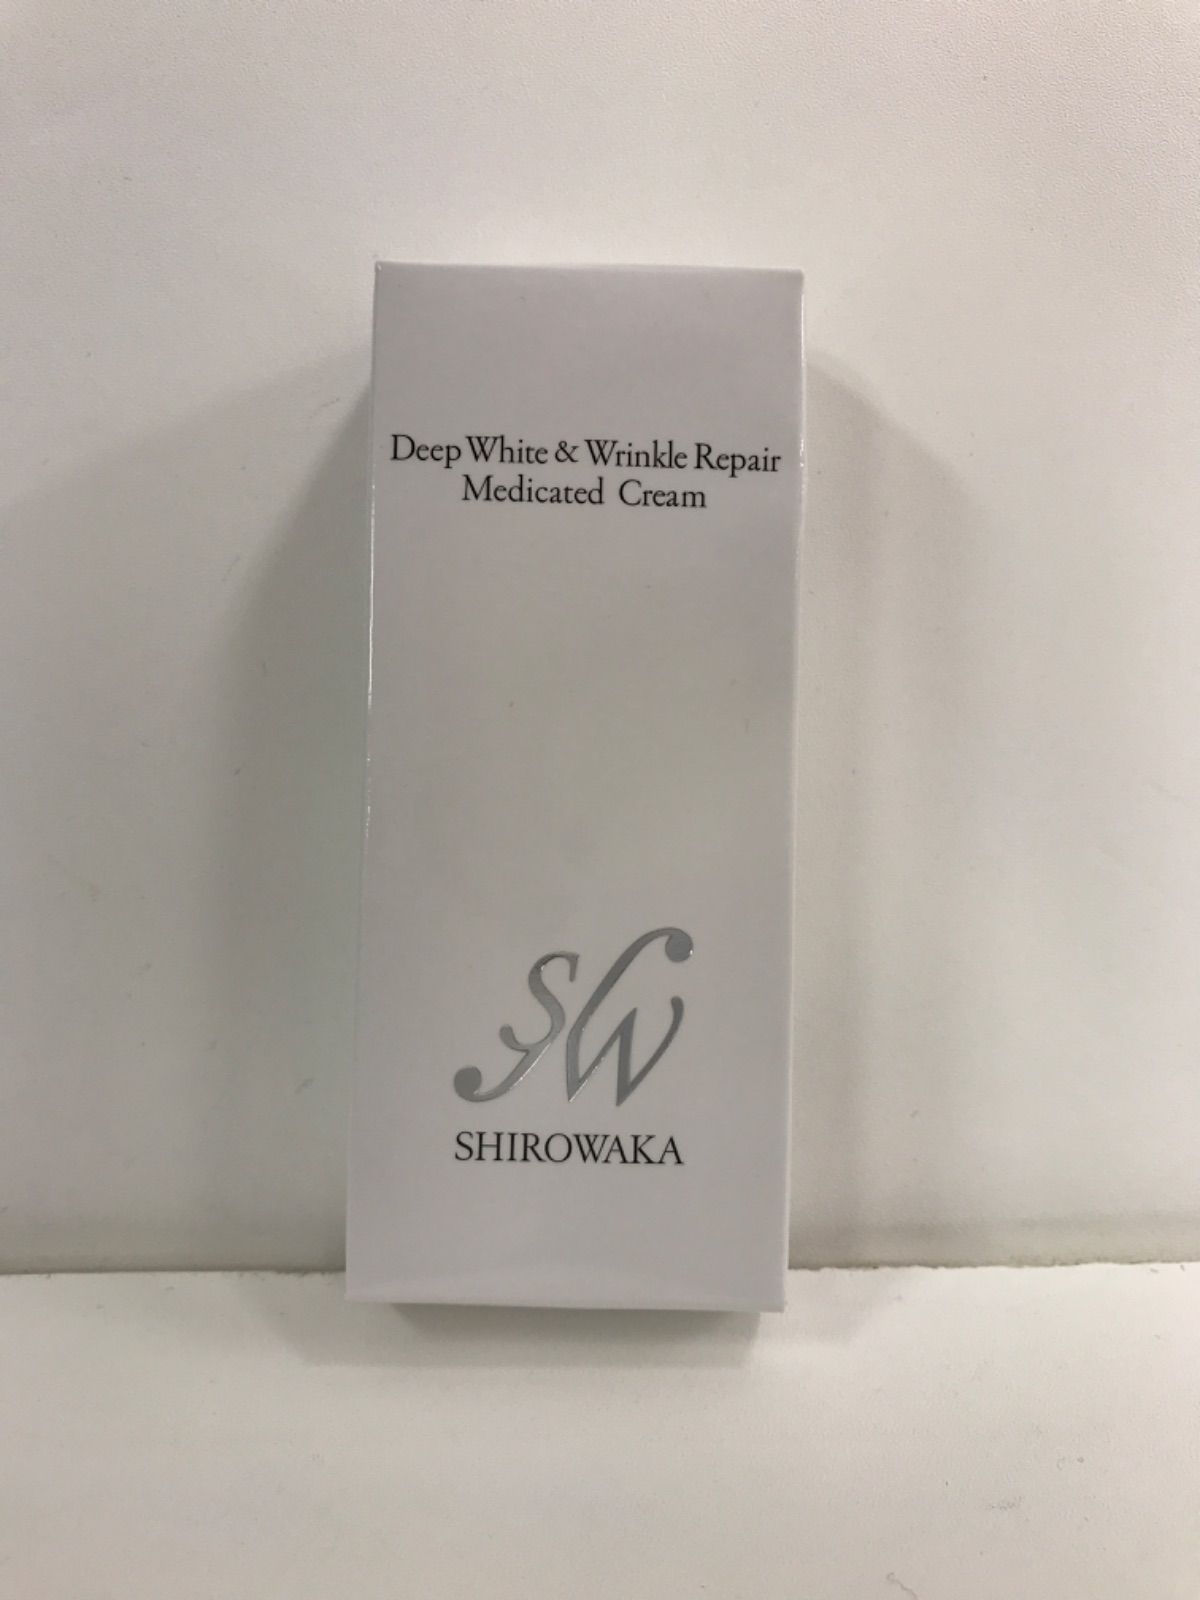 Deep White & Wrinkle Repair
Medicated Cream
SW
SHIROWAKA